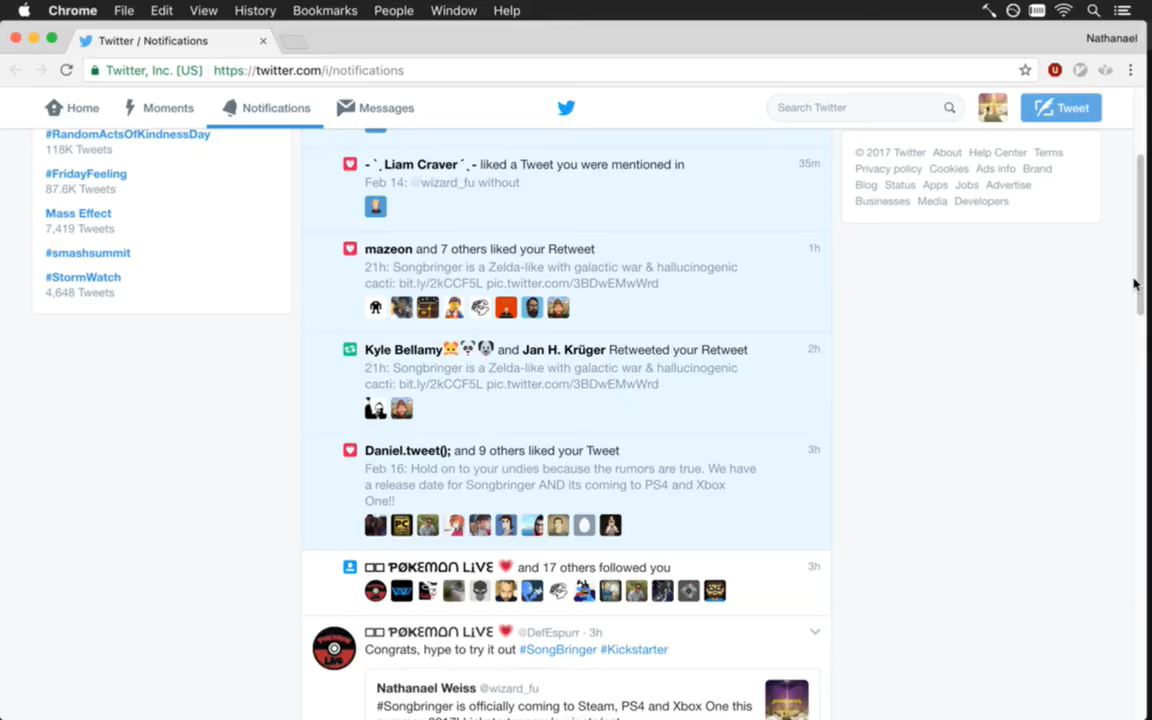 Chrome File Edit View History Bookmarks People Window Help
Twitter / Notifications
Nathanael
Twitter, Inc. [US] https://twitter.com/i/notifications
Home Moments Notifications Messages
Search Twitter
Tweet
#RandomActsOfKindnessDay
118K Tweets
#FridayFeeling
87.6K Tweets
Mass Effect
7,419 Tweets
#smashsummit
#StormWatch
4,648 Tweets
- `, Liam Craver ´, - liked a Tweet you were mentioned in 35m
Feb 14: @wizard_fu without
mazeon and 7 others liked your Retweet 1h
21h: Songbringer is a Zelda-like with galactic war & hallucinogenic
cacti: bit.ly/2kCCF5L pic.twitter.com/3BDwEMwWrd
Kyle Bellamy🐹🐼🐶 and Jan H. Krüger Retweeted your Retweet 2h
21h: Songbringer is a Zelda-like with galactic war & hallucinogenic
cacti: bit.ly/2kCCF5L pic.twitter.com/3BDwEMwWrd
Daniel.tweet(); and 9 others liked your Tweet 3h
Feb 16: Hold on to your undies because the rumors are true. We have
a release date for Songbringer AND its coming to PS4 and Xbox
One!!
ƤØKΣMΩN LiVΣ ❤ and 17 others followed you 3h
ƤØKΣMΩN LiVΣ ❤ @DefEspurr · 3h
Congrats, hype to try it out #SongBringer #Kickstarter
Nathanael Weiss @wizard_fu
#Songbringer is officially coming to Steam, PS4 and Xbox One this
© 2017 Twitter About Help Center Terms
Privacy policy Cookies Ads info Brand
Blog Status Apps Jobs Advertise
Businesses Media Developers